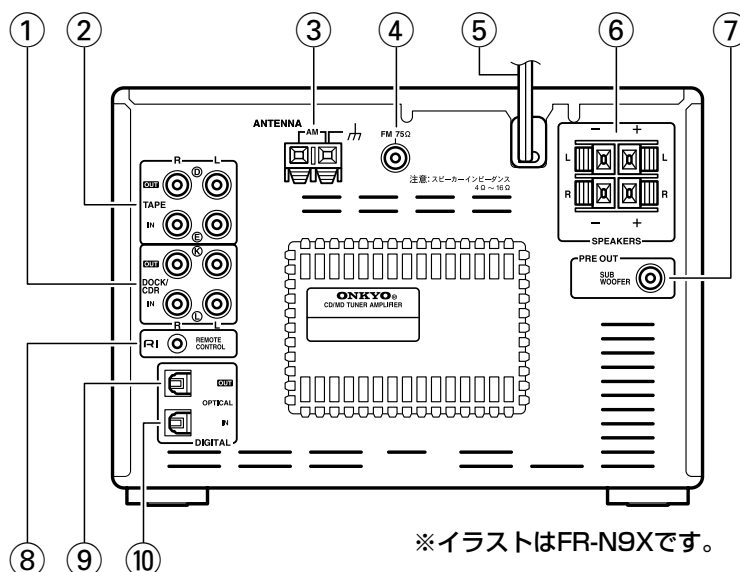 ① ② ③ ④ ⑤ ⑥ ⑦
ANTENNA
AM
FM 75Ω
注意：スピーカーインピーダンス
4Ω～16Ω
R L
OUT D
TAPE
IN E
OUT K
DOCK/
CDR
IN L
R L
RI REMOTE
CONTROL
OUT
OPTICAL
IN
DIGITAL
ONKYO®
CD/MD TUNER AMPLIFIER
− +
L L
R R
− +
SPEAKERS
PRE OUT
SUB
WOOFER
⑧ ⑨ ⑩
※イラストはFR-N9Xです。